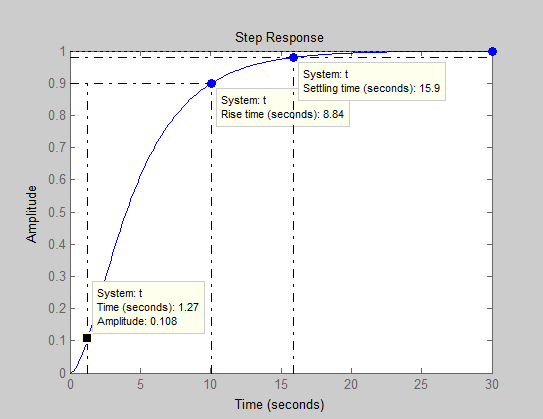 Step Response
1
0.9
0.8
0.7
0.6
0.5
0.4
0.3
0.2
0.1
0
Amplitude
System: t
Settling time (seconds): 15.9
System: t
Rise time (seconds): 8.84
System: t
Time (seconds): 1.27
Amplitude: 0.108
0 5 10 15 20 25 30
Time (seconds)